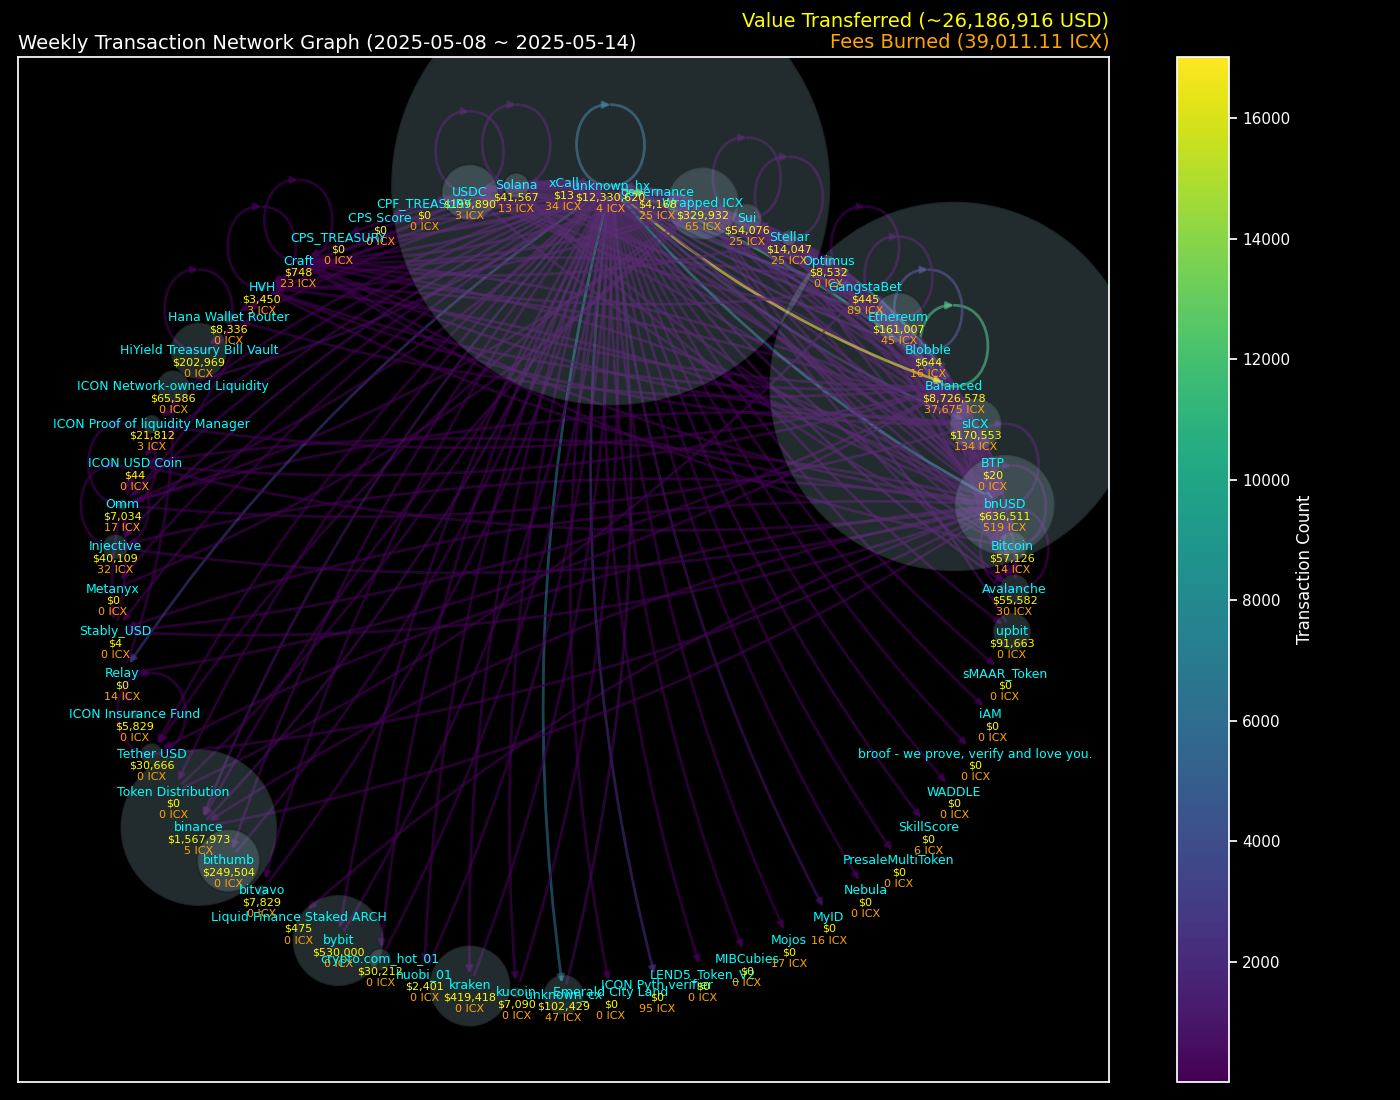 Value Transferred (~26,186,916 USD)
Weekly Transaction Network Graph (2025-05-08 ~ 2025-05-14)
Fees Burned (39,011.11 ICX)
unknown_hx
$12,330,620
4 ICX
governance
$4,168
25 ICX
Wrapped ICX
$329,932
65 ICX
Sui
$54,076
25 ICX
Stellar
$14,047
25 ICX
Optimus
$8,532
0 ICX
GangstaBet
$445
89 ICX
Ethereum
$161,007
45 ICX
Blobble
$644
16 ICX
Balanced
$8,726,578
37,675 ICX
sICX
$170,553
134 ICX
BTP
$20
0 ICX
bnUSD
$636,511
519 ICX
Bitcoin
$57,126
14 ICX
Avalanche
$55,582
30 ICX
upbit
$91,663
0 ICX
sMAAR_Token
$0
0 ICX
iAM
$0
0 ICX
broof - we prove, verify and love you.
$0
0 ICX
WADDLE
$0
0 ICX
SkillScore
$0
6 ICX
PresaleMultiToken
$0
0 ICX
Nebula
$0
0 ICX
MyID
$0
16 ICX
Mojos
$0
17 ICX
MIBCubies
$0
0 ICX
LEND5_Token_V2
$0
0 ICX
ICON Pyth verifier
$0
95 ICX
Emerald City Land
$0
0 ICX
unknown_cx
$102,429
47 ICX
kucoin
$7,090
0 ICX
kraken
$419,418
0 ICX
huobi_01
$2,401
0 ICX
crypto.com_hot_01
$30,212
0 ICX
bybit
$530,000
0 ICX
Liquid Finance Staked ARCH
$475
0 ICX
bitvavo
$7,829
0 ICX
bithumb
$249,504
0 ICX
binance
$1,567,973
5 ICX
Token Distribution
$0
0 ICX
Tether USD
$30,666
0 ICX
ICON Insurance Fund
$5,829
0 ICX
Relay
$0
14 ICX
Stably_USD
$4
0 ICX
Metanyx
$0
0 ICX
Injective
$40,109
32 ICX
Omm
$7,034
17 ICX
ICON USD Coin
$44
0 ICX
ICON Proof of liquidity Manager
$21,812
3 ICX
ICON Network-owned Liquidity
$65,586
0 ICX
HiYield Treasury Bill Vault
$202,969
0 ICX
Hana Wallet Router
$8,336
0 ICX
HVH
$3,450
3 ICX
Craft
$748
23 ICX
CPS_TREASURY
$0
0 ICX
CPS Score
$0
0 ICX
CPF_TREASURY
$0
0 ICX
USDC
$199,890
3 ICX
Solana
$41,567
13 ICX
xCall
$13
34 ICX
16000
14000
12000
10000
8000
6000
4000
2000
Transaction Count